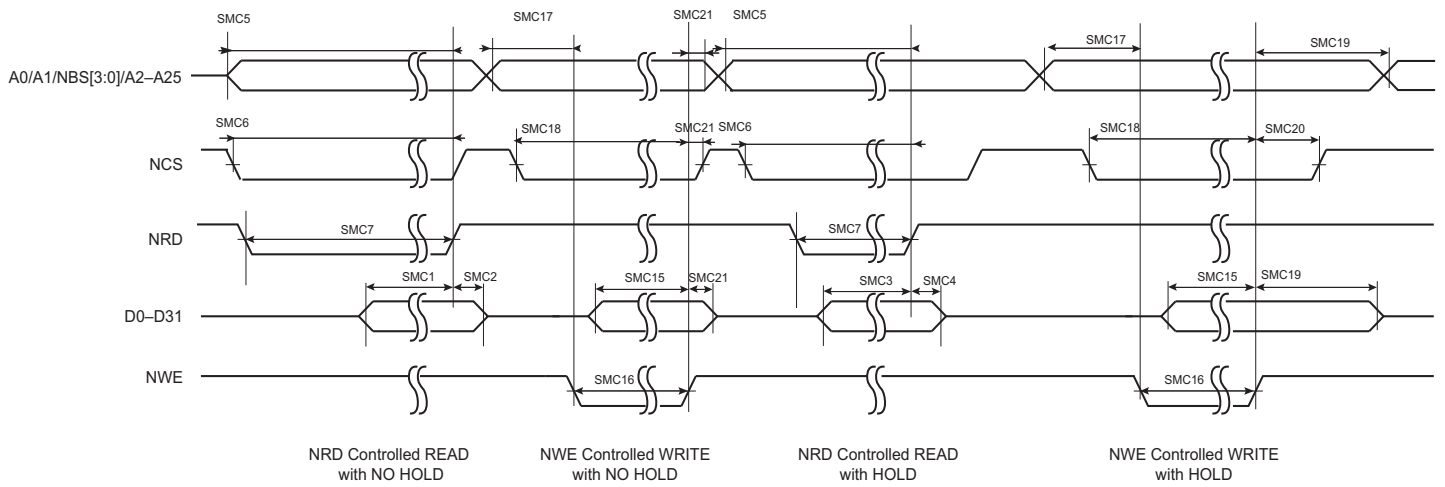 SMC5
SMC17
SMC21
SMC5
SMC17
SMC19
A0/A1/NBS[3:0]/A2–A25
SMC6
SMC18
SMC21
SMC6
SMC18
SMC20
NCS
NRD
SMC7
SMC7
SMC1
SMC2
SMC15
SMC21
SMC3
SMC4
SMC15
SMC19
D0–D31
NWE
SMC16
SMC16
NRD Controlled READ
with NO HOLD
NWE Controlled WRITE
with NO HOLD
NRD Controlled READ
with HOLD
NWE Controlled WRITE
with HOLD